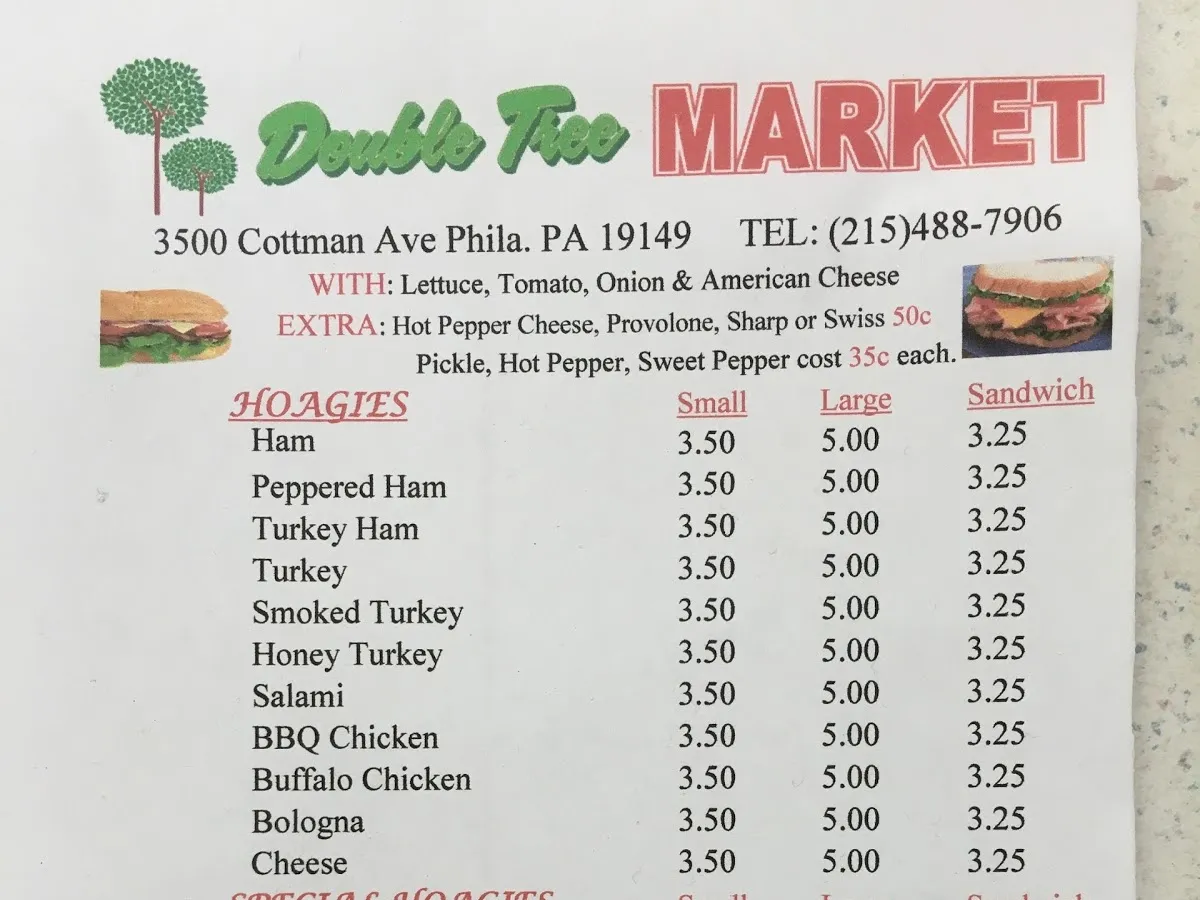 Double Tree MARKET
3500 Cottman Ave Phila. PA 19149 TEL: (215)488-7906
WITH: Lettuce, Tomato, Onion & American Cheese
EXTRA: Hot Pepper Cheese, Provolone, Sharp or Swiss 50c
Pickle, Hot Pepper, Sweet Pepper cost 35c each.
HOAGIES Small Large Sandwich
Ham 3.50 5.00 3.25
Peppered Ham 3.50 5.00 3.25
Turkey Ham 3.50 5.00 3.25
Turkey 3.50 5.00 3.25
Smoked Turkey 3.50 5.00 3.25
Honey Turkey 3.50 5.00 3.25
Salami 3.50 5.00 3.25
BBQ Chicken 3.50 5.00 3.25
Buffalo Chicken 3.50 5.00 3.25
Bologna 3.50 5.00 3.25
Cheese 3.50 5.00 3.25
SPECIAL HOAGIES Small Large Sandwich